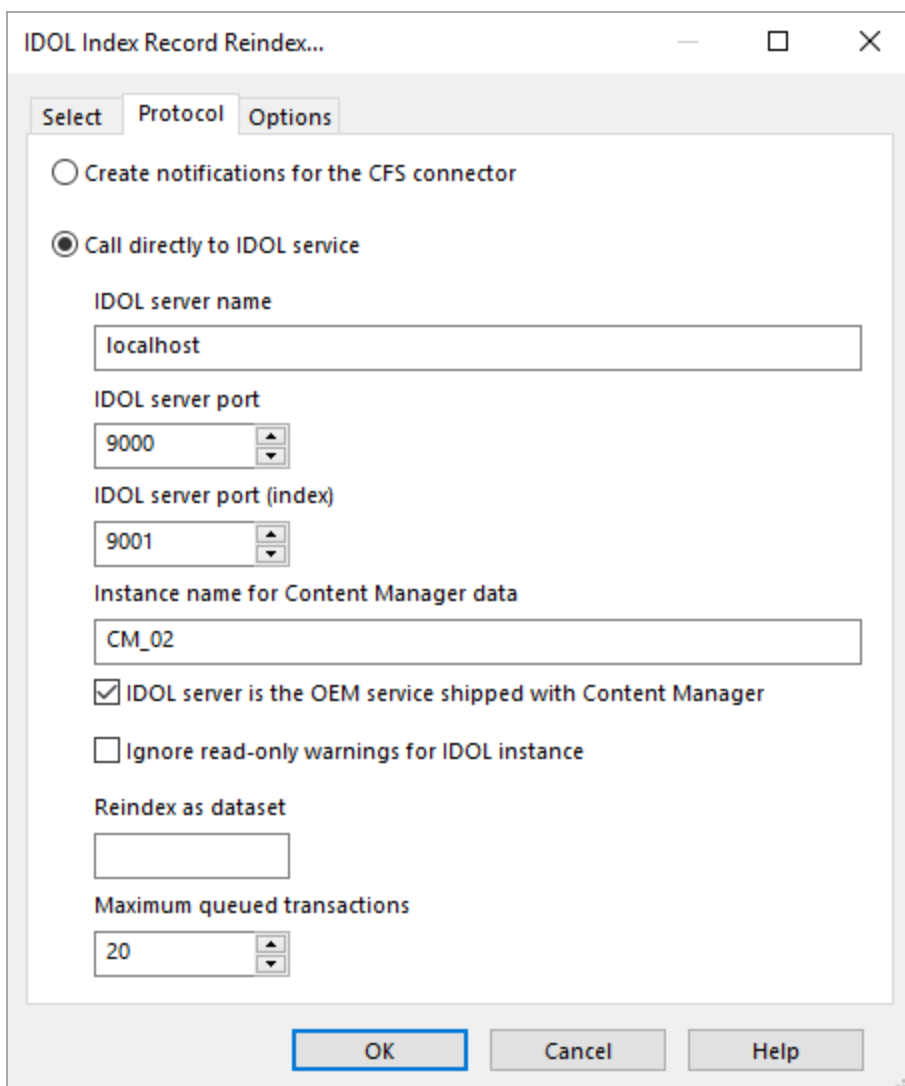 IDOL Index Record Reindex...
Select Protocol Options
Create notifications for the CFS connector
Call directly to IDOL service
IDOL server name
localhost
IDOL server port
9000
IDOL server port (index)
9001
Instance name for Content Manager data
CM_02
IDOL server is the OEM service shipped with Content Manager
Ignore read-only warnings for IDOL instance
Reindex as dataset
Maximum queued transactions
20
OK Cancel Help